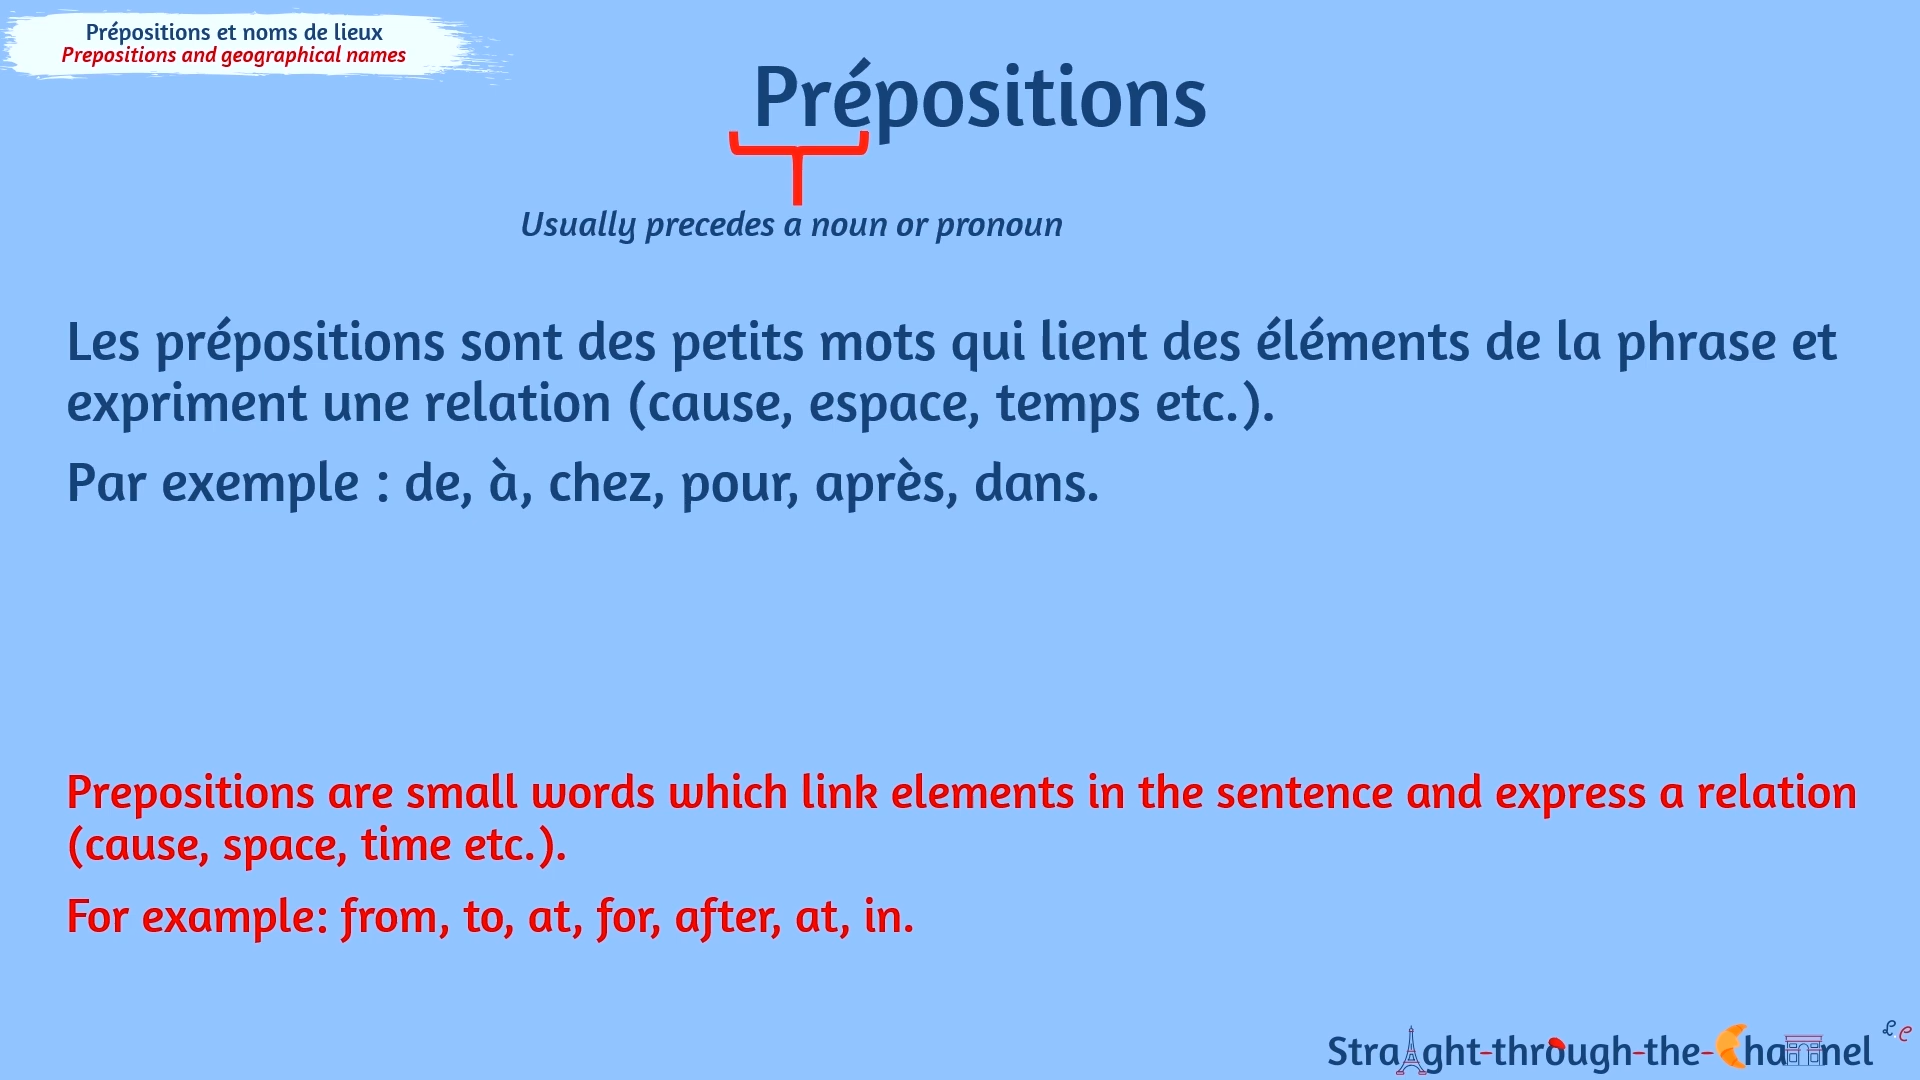 Prépositions et noms de lieux
Prepositions and geographical names
Prépositions
Usually precedes a noun or pronoun
Les prépositions sont des petits mots qui lient des éléments de la phrase et
expriment une relation (cause, espace, temps etc.).
Par exemple : de, à, chez, pour, après, dans.
Prepositions are small words which link elements in the sentence and express a relation
(cause, space, time etc.).
For example: from, to, at, for, after, at, in.
Straight-through-the-Channel